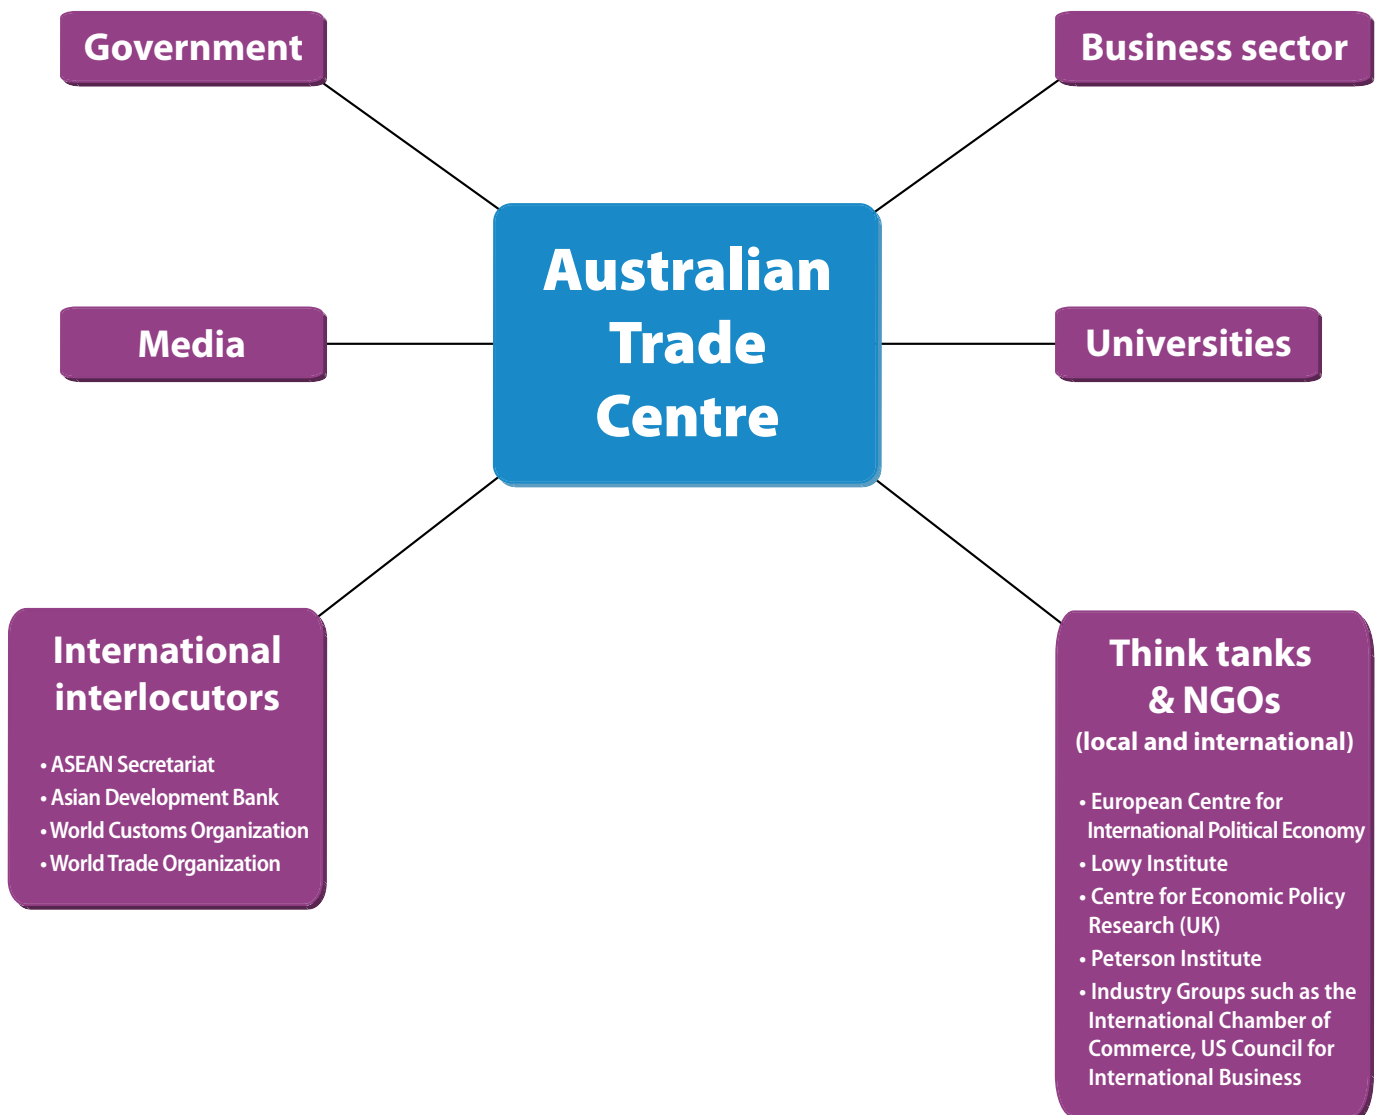 Government
Business sector
Australian
Trade
Centre
Media
Universities
International
interlocutors
• ASEAN Secretariat
• Asian Development Bank
• World Customs Organization
• World Trade Organization
Think tanks
& NGOs
(local and international)
• European Centre for
International Political Economy
• Lowy Institute
• Centre for Economic Policy
Research (UK)
• Peterson Institute
• Industry Groups such as the
International Chamber of
Commerce, US Council for
International Business